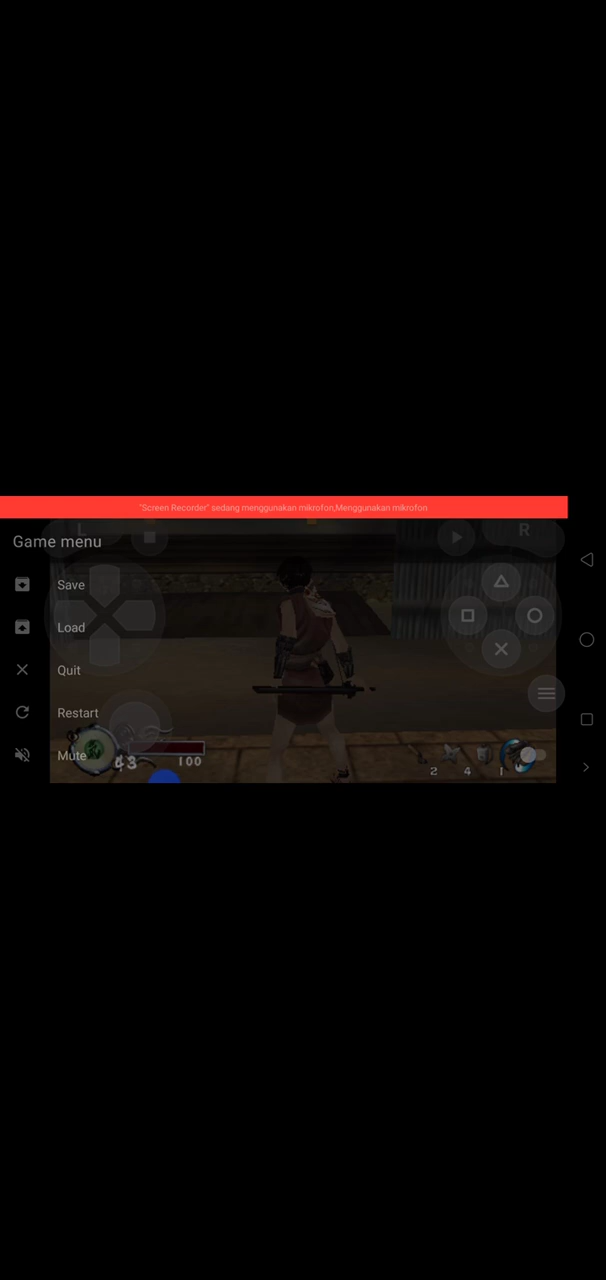 "Screen Recorder" sedang menggunakan mikrofon,Menggunakan mikrofon
L
R
Game menu
Save
Load
Quit
Restart
Mute
43
100
2
4
1